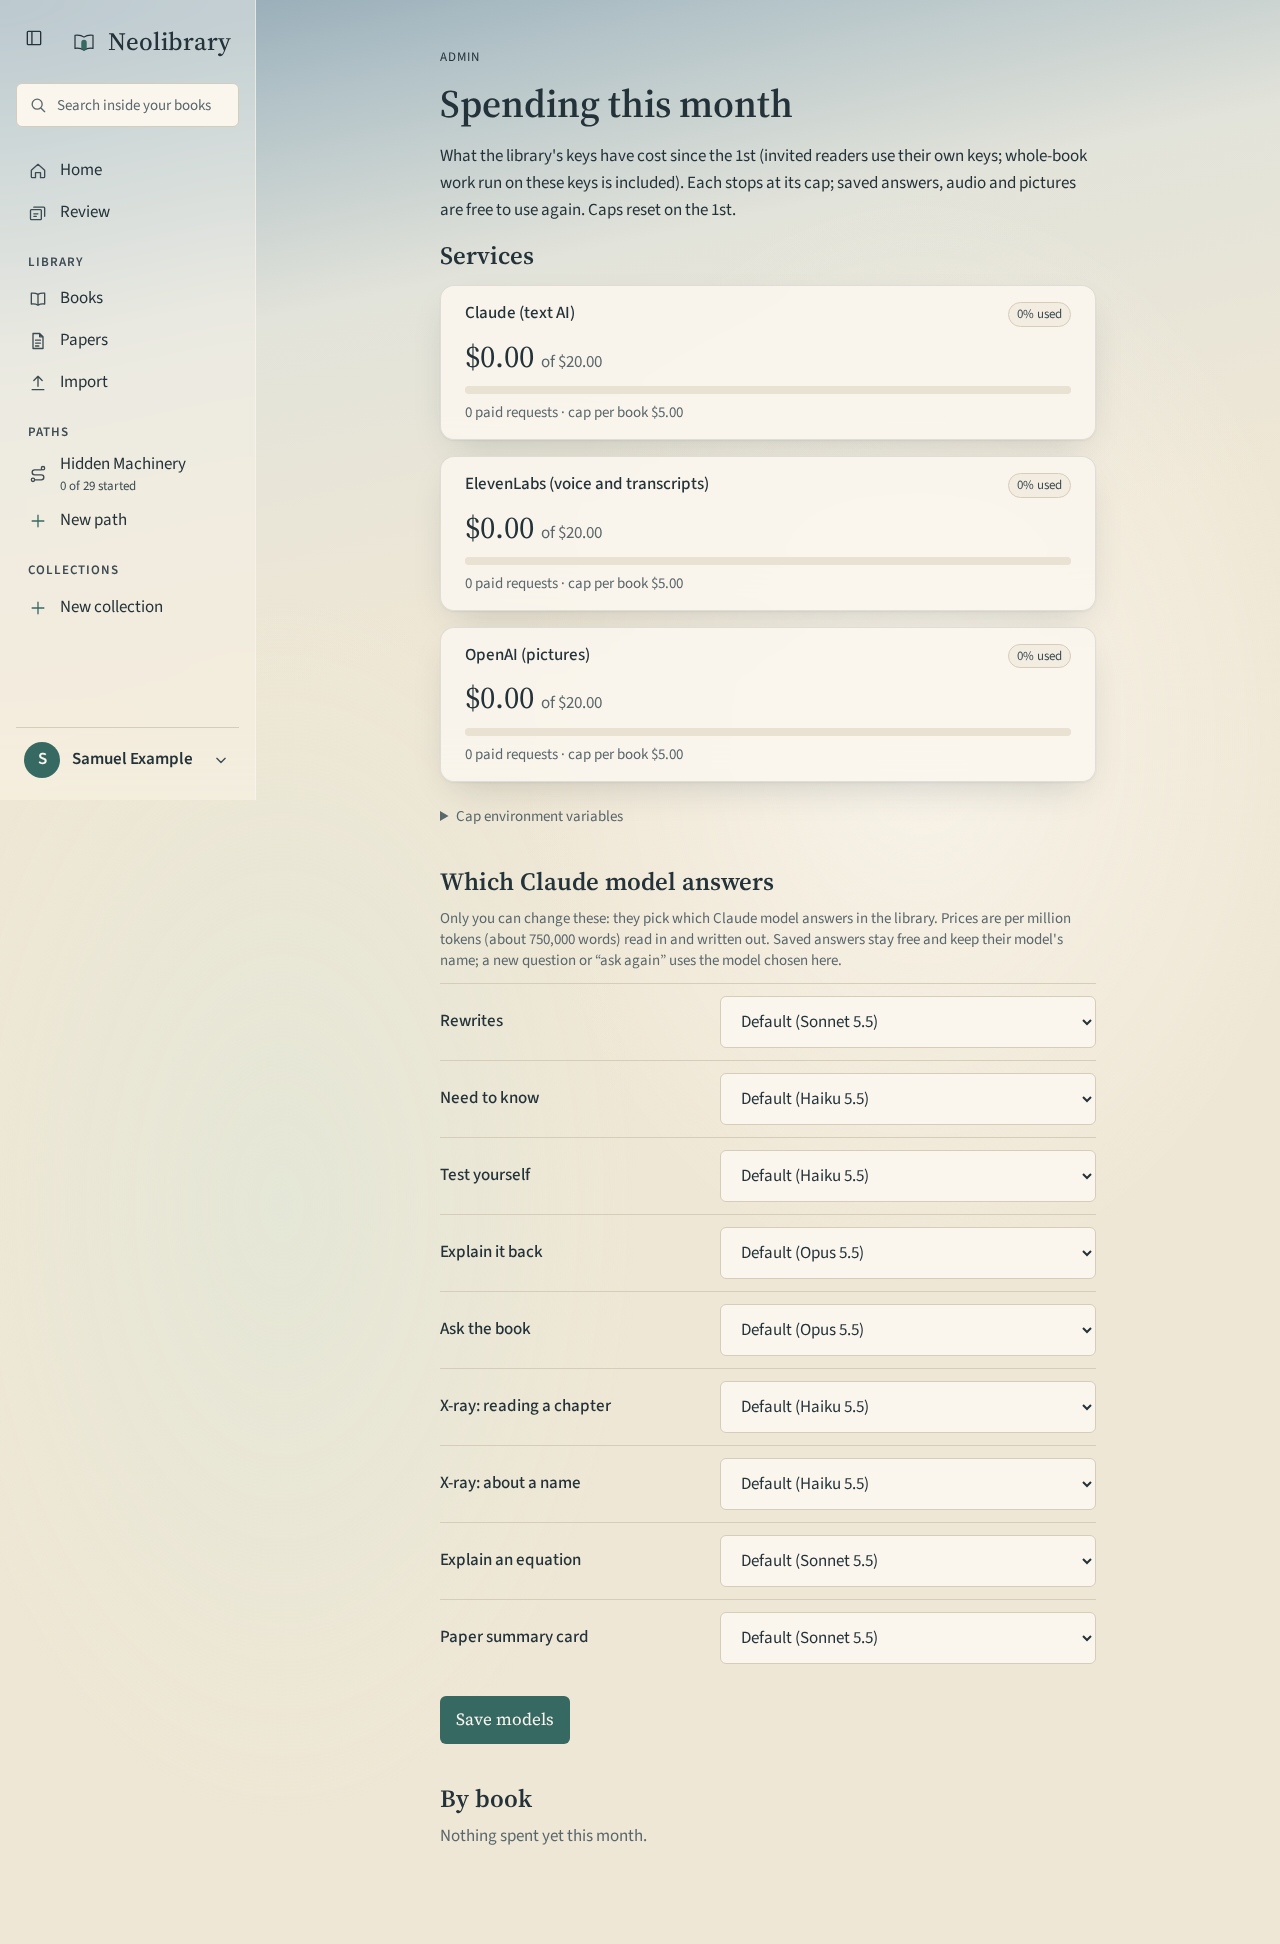 Neolibrary
Search inside your books
Home
Review
LIBRARY
Books
Papers
Import
PATHS
Hidden Machinery
0 of 29 started
New path
COLLECTIONS
New collection
S
Samuel Example
ADMIN
Spending this month
What the library's keys have cost since the 1st (invited readers use their own keys; whole-book
work run on these keys is included). Each stops at its cap; saved answers, audio and pictures
are free to use again. Caps reset on the 1st.
Services
Claude (text AI)
0% used
$0.00 of $20.00
0 paid requests · cap per book $5.00
ElevenLabs (voice and transcripts)
0% used
$0.00 of $20.00
0 paid requests · cap per book $5.00
OpenAI (pictures)
0% used
$0.00 of $20.00
0 paid requests · cap per book $5.00
Cap environment variables
Which Claude model answers
Only you can change these: they pick which Claude model answers in the library. Prices are per million
tokens (about 750,000 words) read in and written out. Saved answers stay free and keep their model's
name; a new question or “ask again” uses the model chosen here.
Rewrites
Default (Sonnet 5.5)
Need to know
Default (Haiku 5.5)
Test yourself
Default (Haiku 5.5)
Explain it back
Default (Opus 5.5)
Ask the book
Default (Opus 5.5)
X-ray: reading a chapter
Default (Haiku 5.5)
X-ray: about a name
Default (Haiku 5.5)
Explain an equation
Default (Sonnet 5.5)
Paper summary card
Default (Sonnet 5.5)
Save models
By book
Nothing spent yet this month.